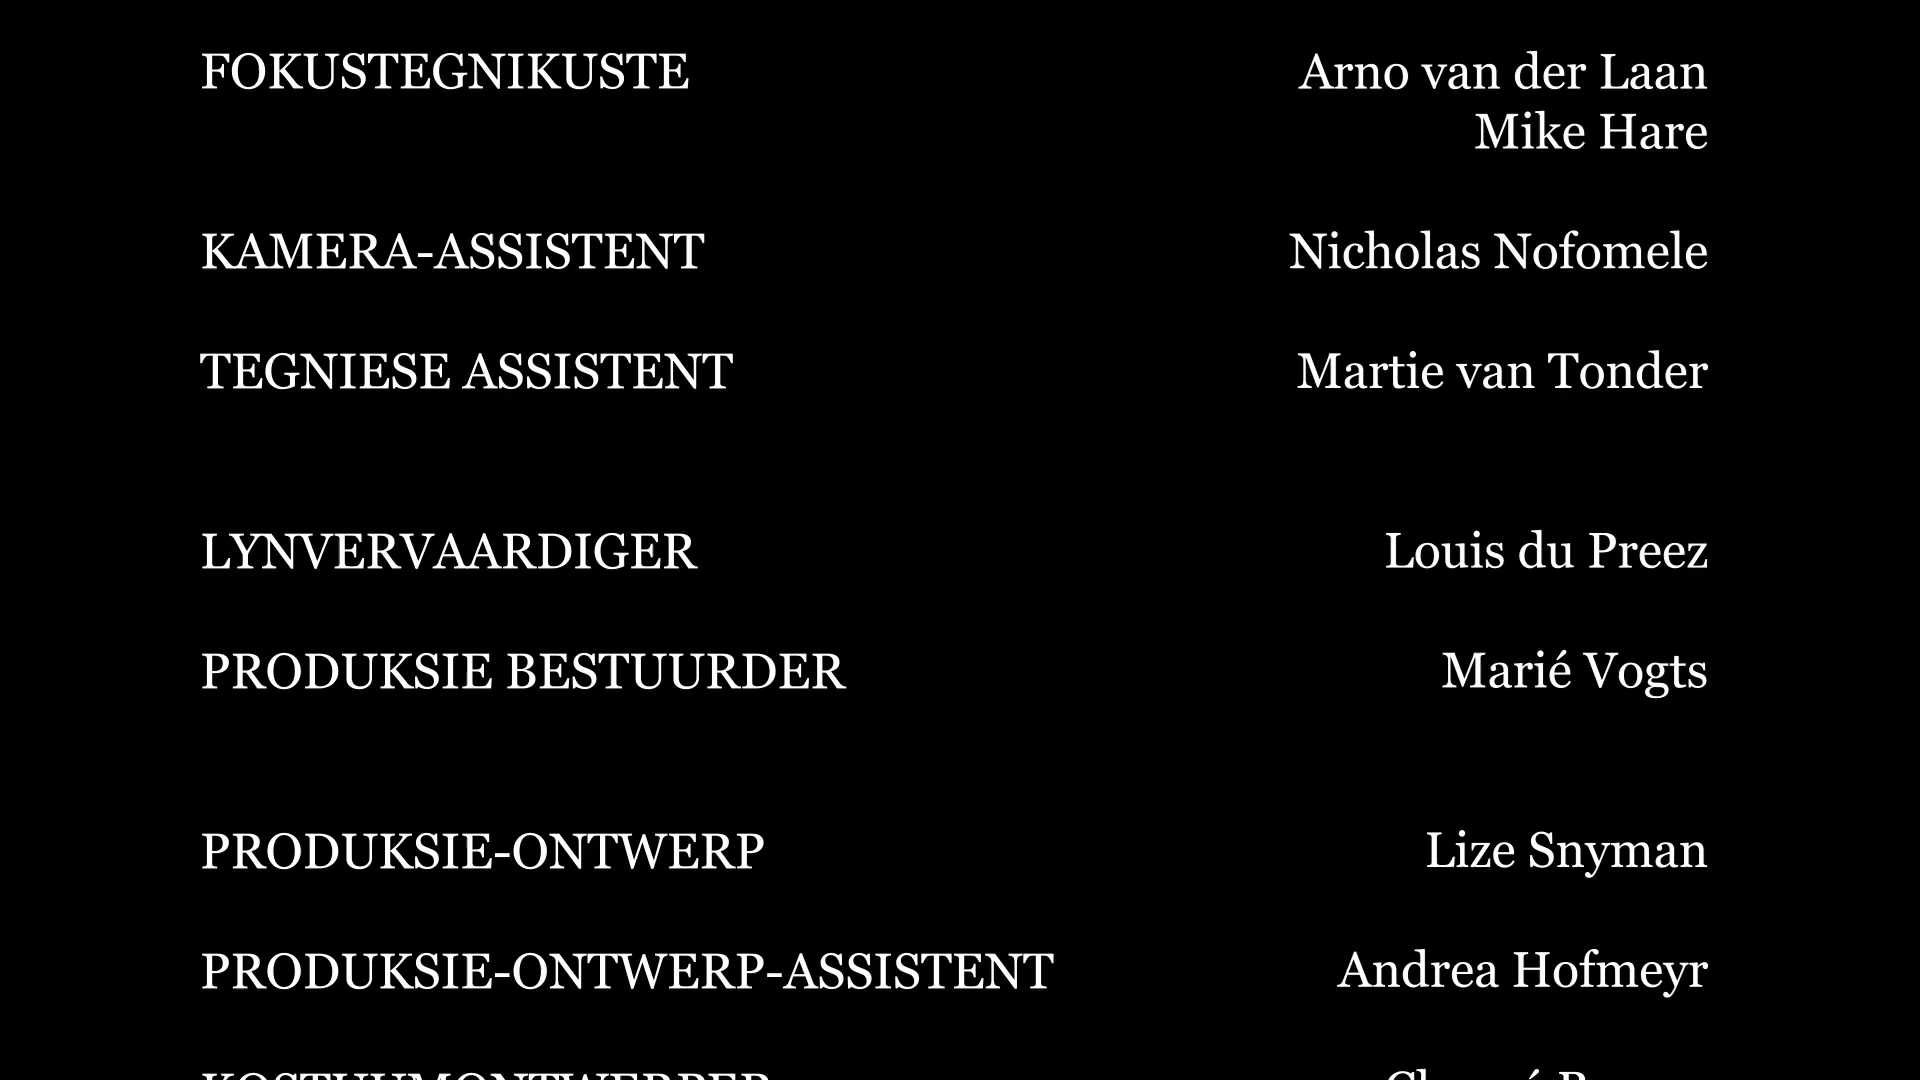 FOKUSTEGNIKUSTE Arno van der Laan
Mike Hare
KAMERA-ASSISTENT Nicholas Nofomele
TEGNIESE ASSISTENT Martie van Tonder
LYNVERVAARDIGER Louis du Preez
PRODUKSIE BESTUURDER Marié Vogts
PRODUKSIE-ONTWERP Lize Snyman
PRODUKSIE-ONTWERP-ASSISTENT Andrea Hofmeyr
KOSTUUMONTWERPER